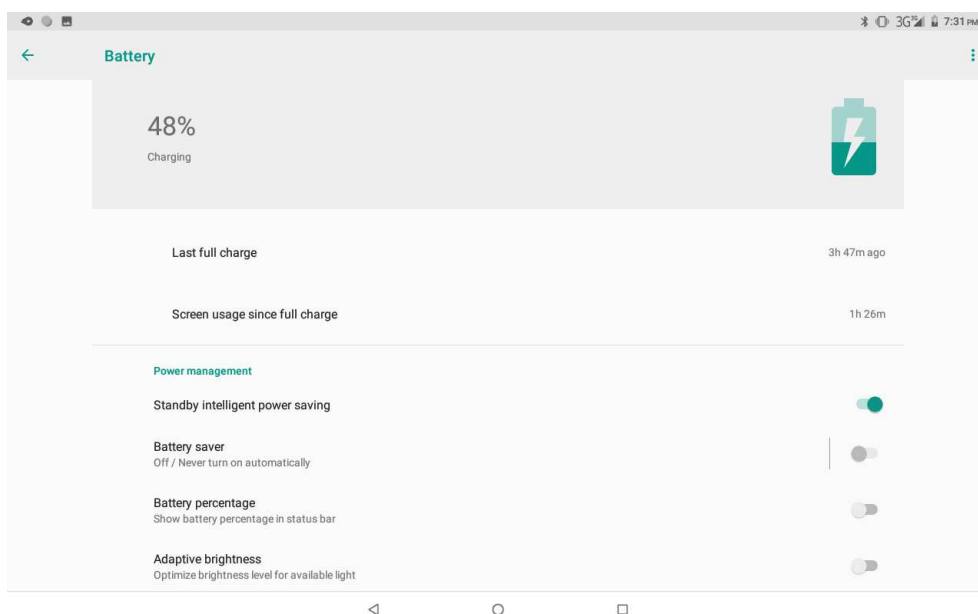 3G 3G 7:31 PM
Battery
48%
Charging
Last full charge 3h 47m ago
Screen usage since full charge 1h 26m
Power management
Standby intelligent power saving
Battery saver
Off / Never turn on automatically
Battery percentage
Show battery percentage in status bar
Adaptive brightness
Optimize brightness level for available light